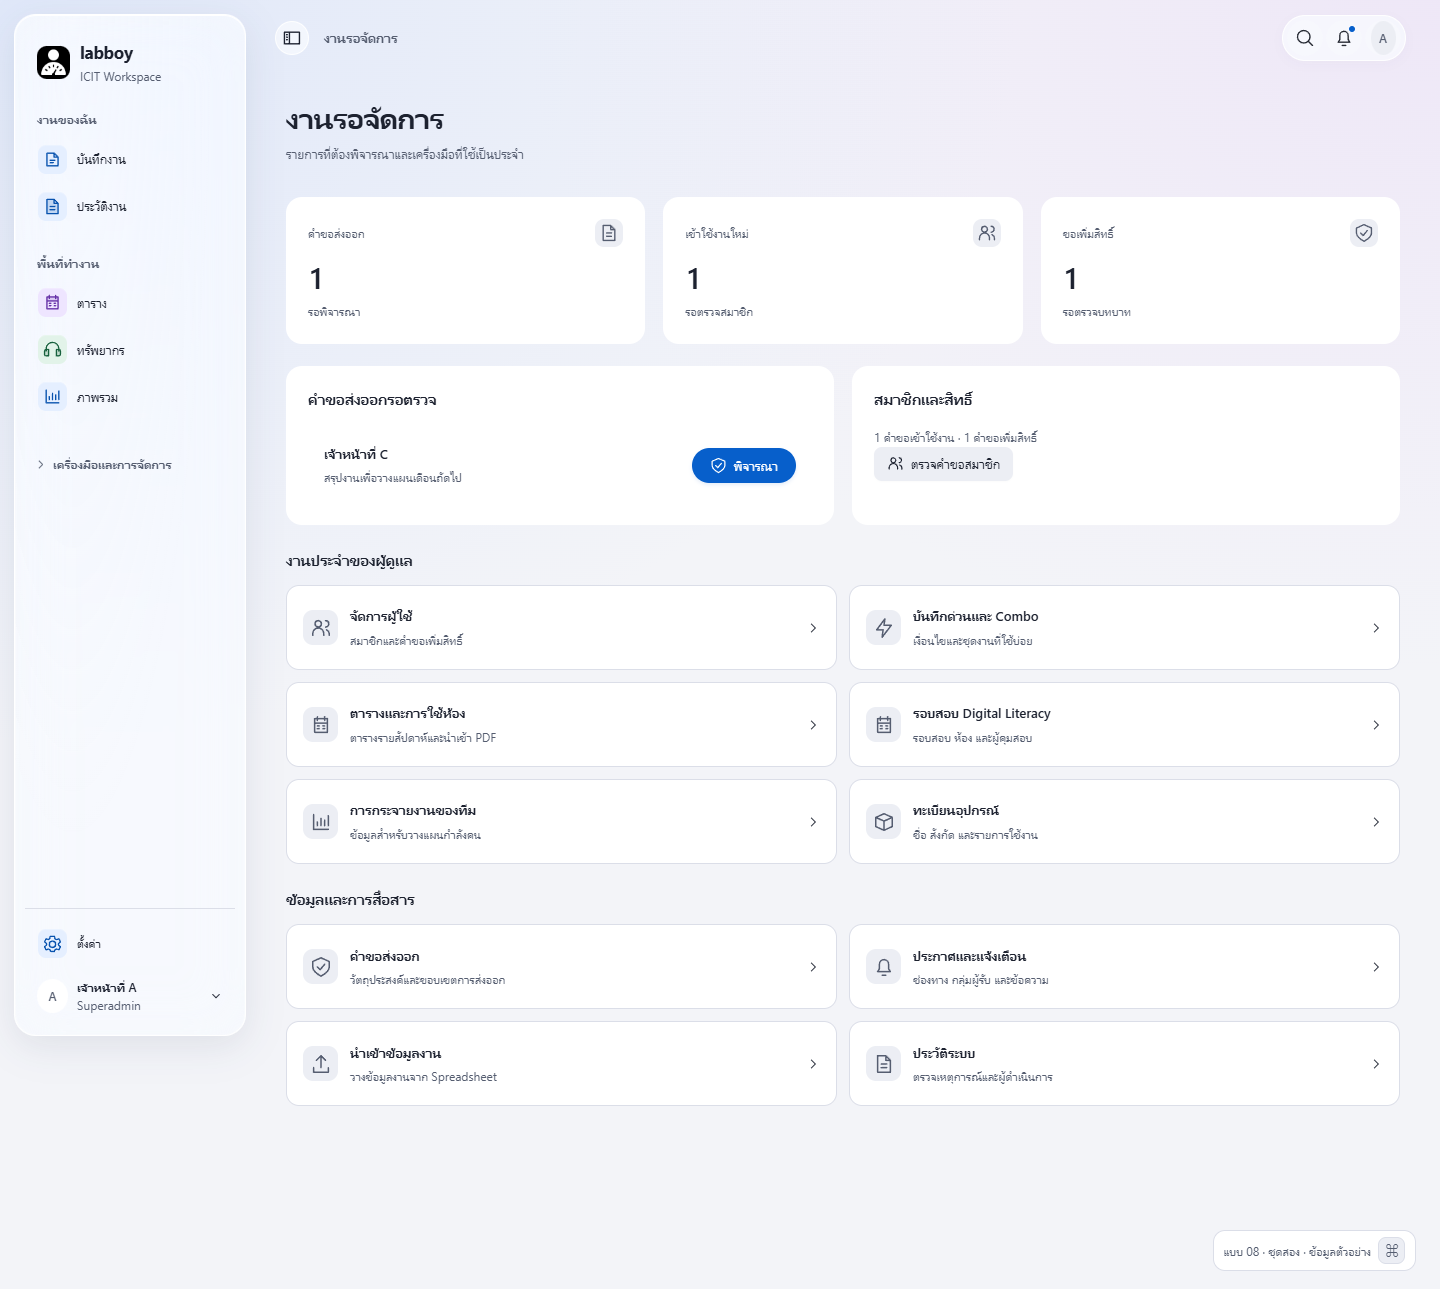 labboy
ICIT Workspace
งานของฉัน
บันทึกงาน
ประวัติงาน
พื้นที่ทำงาน
ตาราง
ทรัพยากร
ภาพรวม
เครื่องมือและการจัดการ
ตั้งค่า
A
เจ้าหน้าที่ A
Superadmin
งานรอจัดการ
A
งานรอจัดการ
รายการที่ต้องพิจารณาและเครื่องมือที่ใช้เป็นประจำ
คำขอส่งออก
1
รอพิจารณา
เข้าใช้งานใหม่
1
รอตรวจสมาชิก
ขอเพิ่มสิทธิ์
1
รอตรวจบทบาท
คำขอส่งออกรอตรวจ
เจ้าหน้าที่ C
สรุปงานเพื่อวางแผนเดือนถัดไป
พิจารณา
สมาชิกและสิทธิ์
1 คำขอเข้าใช้งาน · 1 คำขอเพิ่มสิทธิ์
ตรวจคำขอสมาชิก
งานประจำของผู้ดูแล
จัดการผู้ใช้
สมาชิกและคำขอเพิ่มสิทธิ์
บันทึกด่วนและ Combo
เงื่อนไขและชุดงานที่ใช้บ่อย
ตารางและการใช้ห้อง
ตารางรายสัปดาห์และนำเข้า PDF
รอบสอบ Digital Literacy
รอบสอบ ห้อง และผู้คุมสอบ
การกระจายงานของทีม
ข้อมูลสำหรับวางแผนกำลังคน
ทะเบียนอุปกรณ์
ชื่อ สังกัด และรายการใช้งาน
ข้อมูลและการสื่อสาร
คำขอส่งออก
วัตถุประสงค์และขอบเขตการส่งออก
ประกาศและแจ้งเตือน
ช่องทาง กลุ่มผู้รับ และข้อความ
นำเข้าข้อมูลงาน
วางข้อมูลงานจาก Spreadsheet
ประวัติระบบ
ตรวจเหตุการณ์และผู้ดำเนินการ
แบบ 08 · ชุดสอง · ข้อมูลตัวอย่าง ⌘